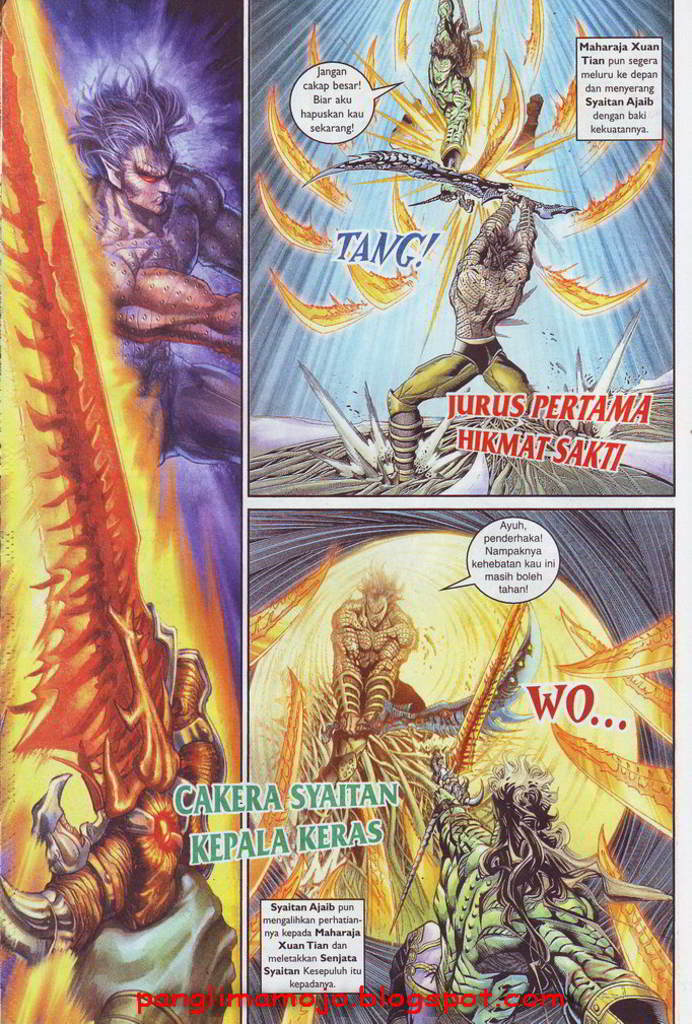 Jangan
cakap besar!
Biar aku
hapuskan kau
sekarang!
Maharaja Xuan
Tian pun segera
meluru ke depan
dan menyerang
Syaitan Ajaib
dengan baki
kekuatannya.
TANG!
JURUS PERTAMA
HIKMAT SAKTI
Ayuh,
penderhaka!
Nampaknya
kehebatan kau ini
masih boleh
tahan!
WO...
CAKERA SYAITAN
KEPALA KERAS
Syaitan Ajaib pun
mengalihkan perhatian-
nya kepada Maharaja
Xuan Tian dan
meletakkan Senjata
Syaitan Kesepuluh itu
kepadanya.
panglimamoja.blogspot.com